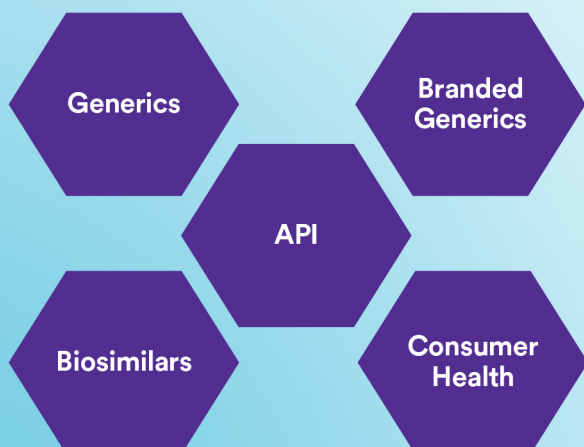 Generics
Branded
Generics
API
Biosimilars
Consumer
Health